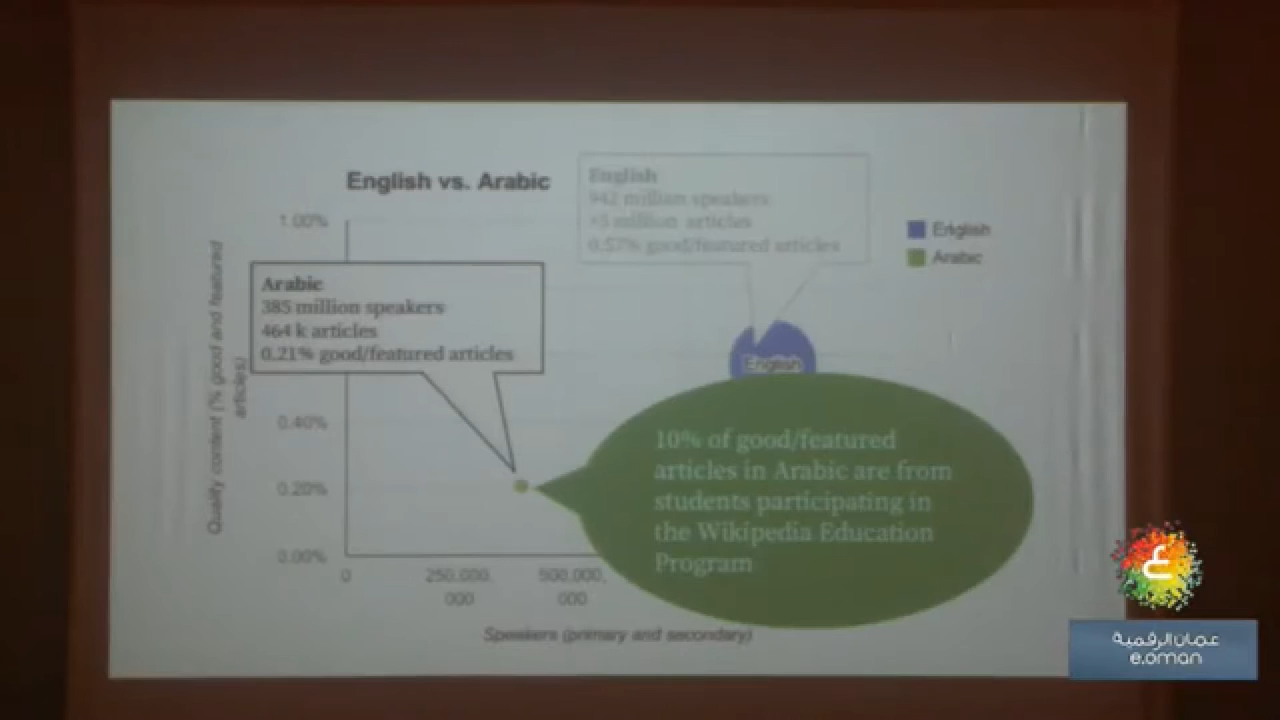 English vs. Arabic
English
942 million speakers
>5 million articles
0.57% good/featured articles
English
Arabic
1.00%
Arabic
385 million speakers
464 k articles
0.21% good/featured articles
English
0.40%
0.20%
0.00%
Quality content (% good and featured
articles)
10% of good/featured
articles in Arabic are from
students participating in
the Wikipedia Education
Program
0
250,000,
000
500,000,
000
Speakers (primary and secondary)
ع
عمان الرقمية
e.oman